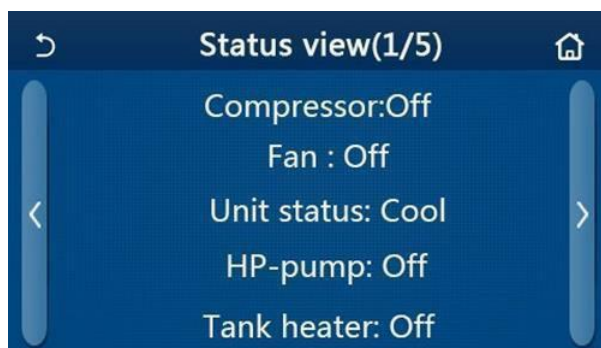 Status view(1/5)
Compressor:Off
Fan : Off
Unit status: Cool
HP-pump: Off
Tank heater: Off